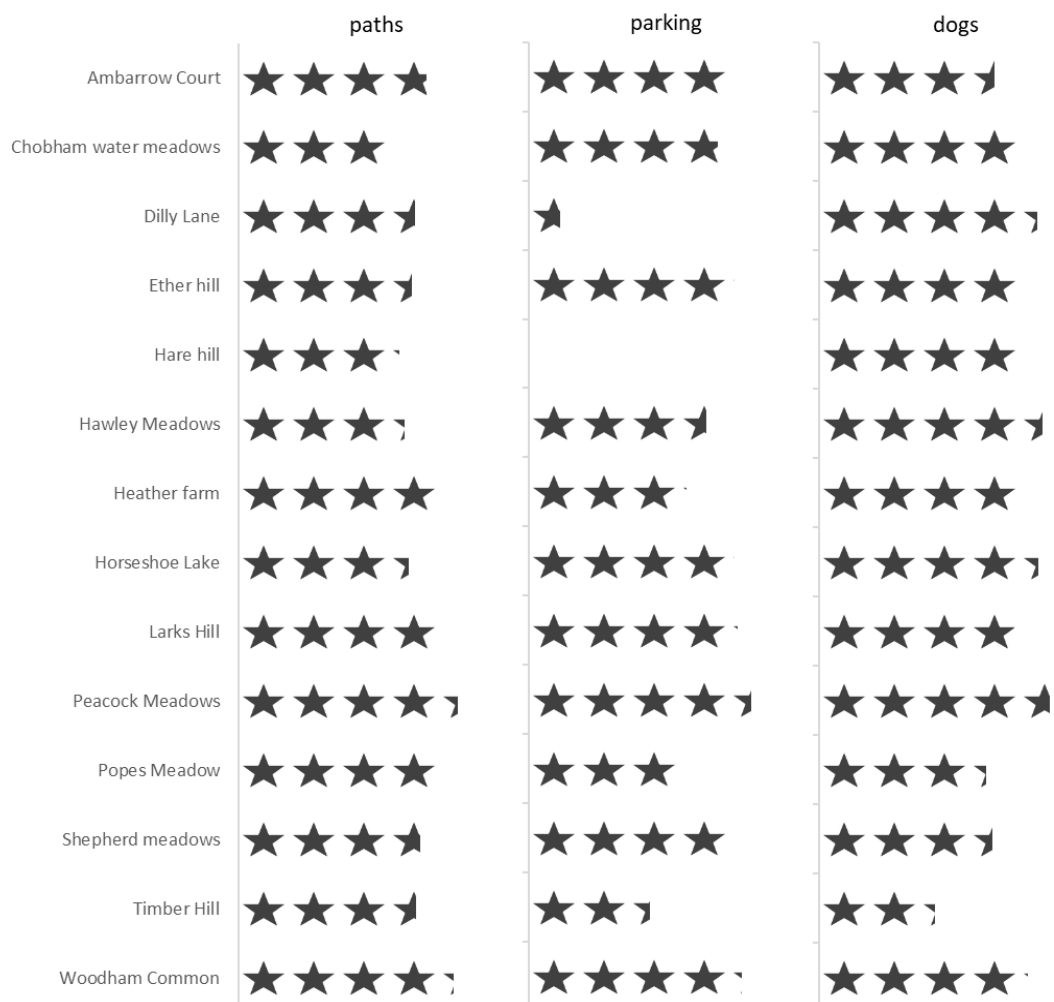 paths parking dogs
Ambarrow Court
Chobham water meadows
Dilly Lane
Ether hill
Hare hill
Hawley Meadows
Heather farm
Horseshoe Lake
Larks Hill
Peacock Meadows
Popes Meadow
Shepherd meadows
Timber Hill
Woodham Common